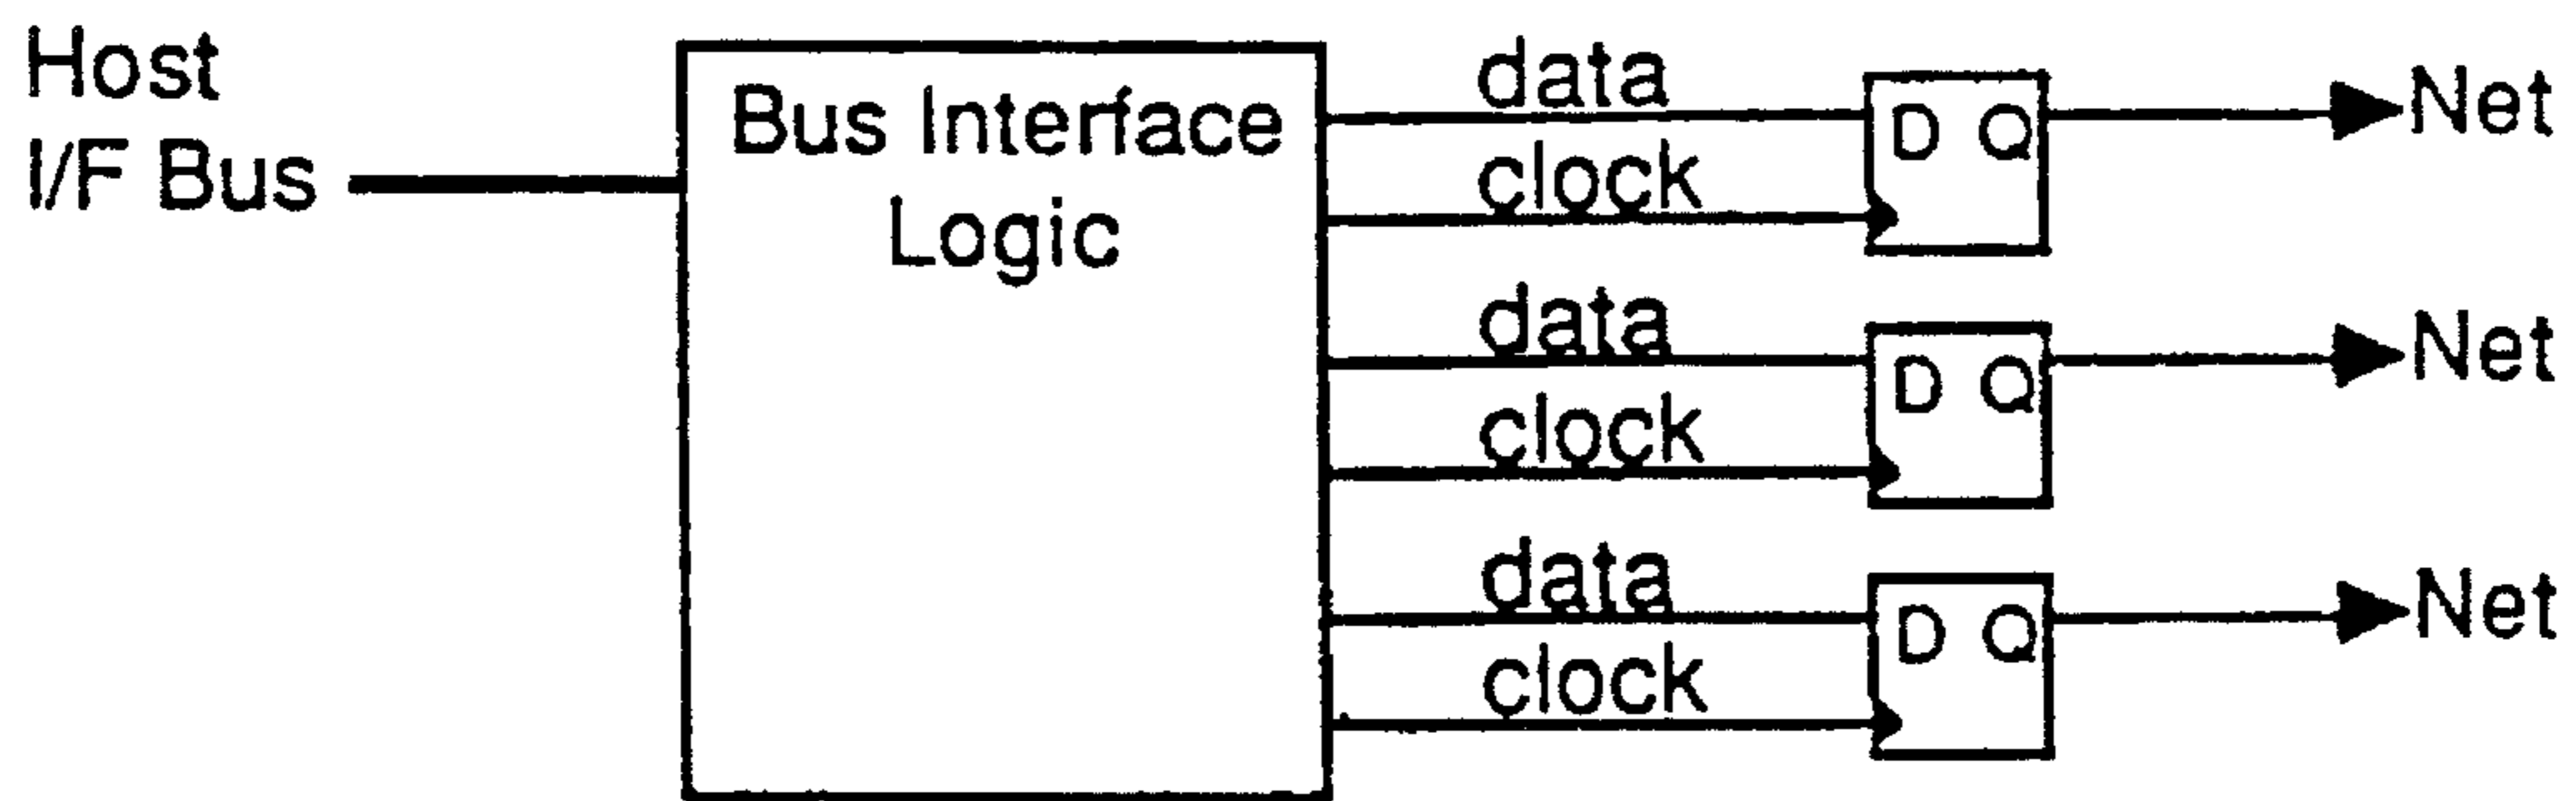 Host
I/F Bus
Bus Interface
Logic
data
clock
D Q
Net
data
clock
D Q
Net
data
clock
D Q
Net